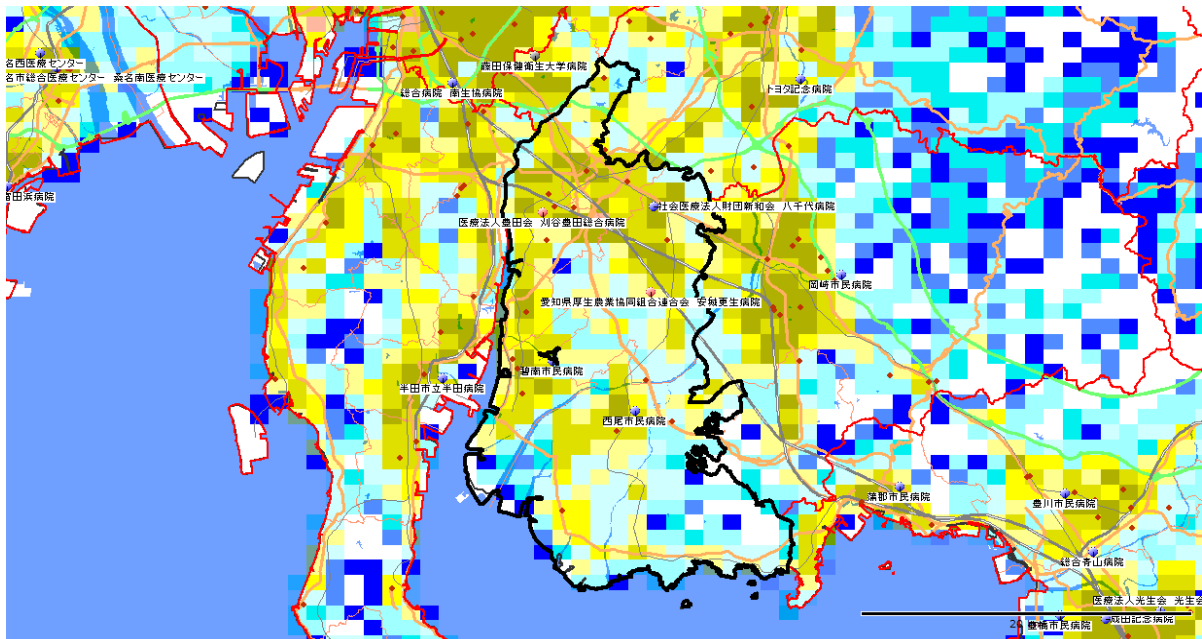 名西医療センター
藤田保健衛生大学病院
名市総合医療センター 桑名南医療センター
総合病院 南生協病院
トヨタ記念病院
富田浜病院
社会医療法人財団新和会 八千代病院
医療法人豊田会 刈谷豊田総合病院
岡崎市民病院
愛知県厚生農業協同組合連合会 安城更生病院
碧南市民病院
半田市立半田病院
西尾市民病院
蒲郡市民病院
豊川市民病院
総合青山病院
医療法人光生会 光生会
豊橋市民病院
成田記念病院